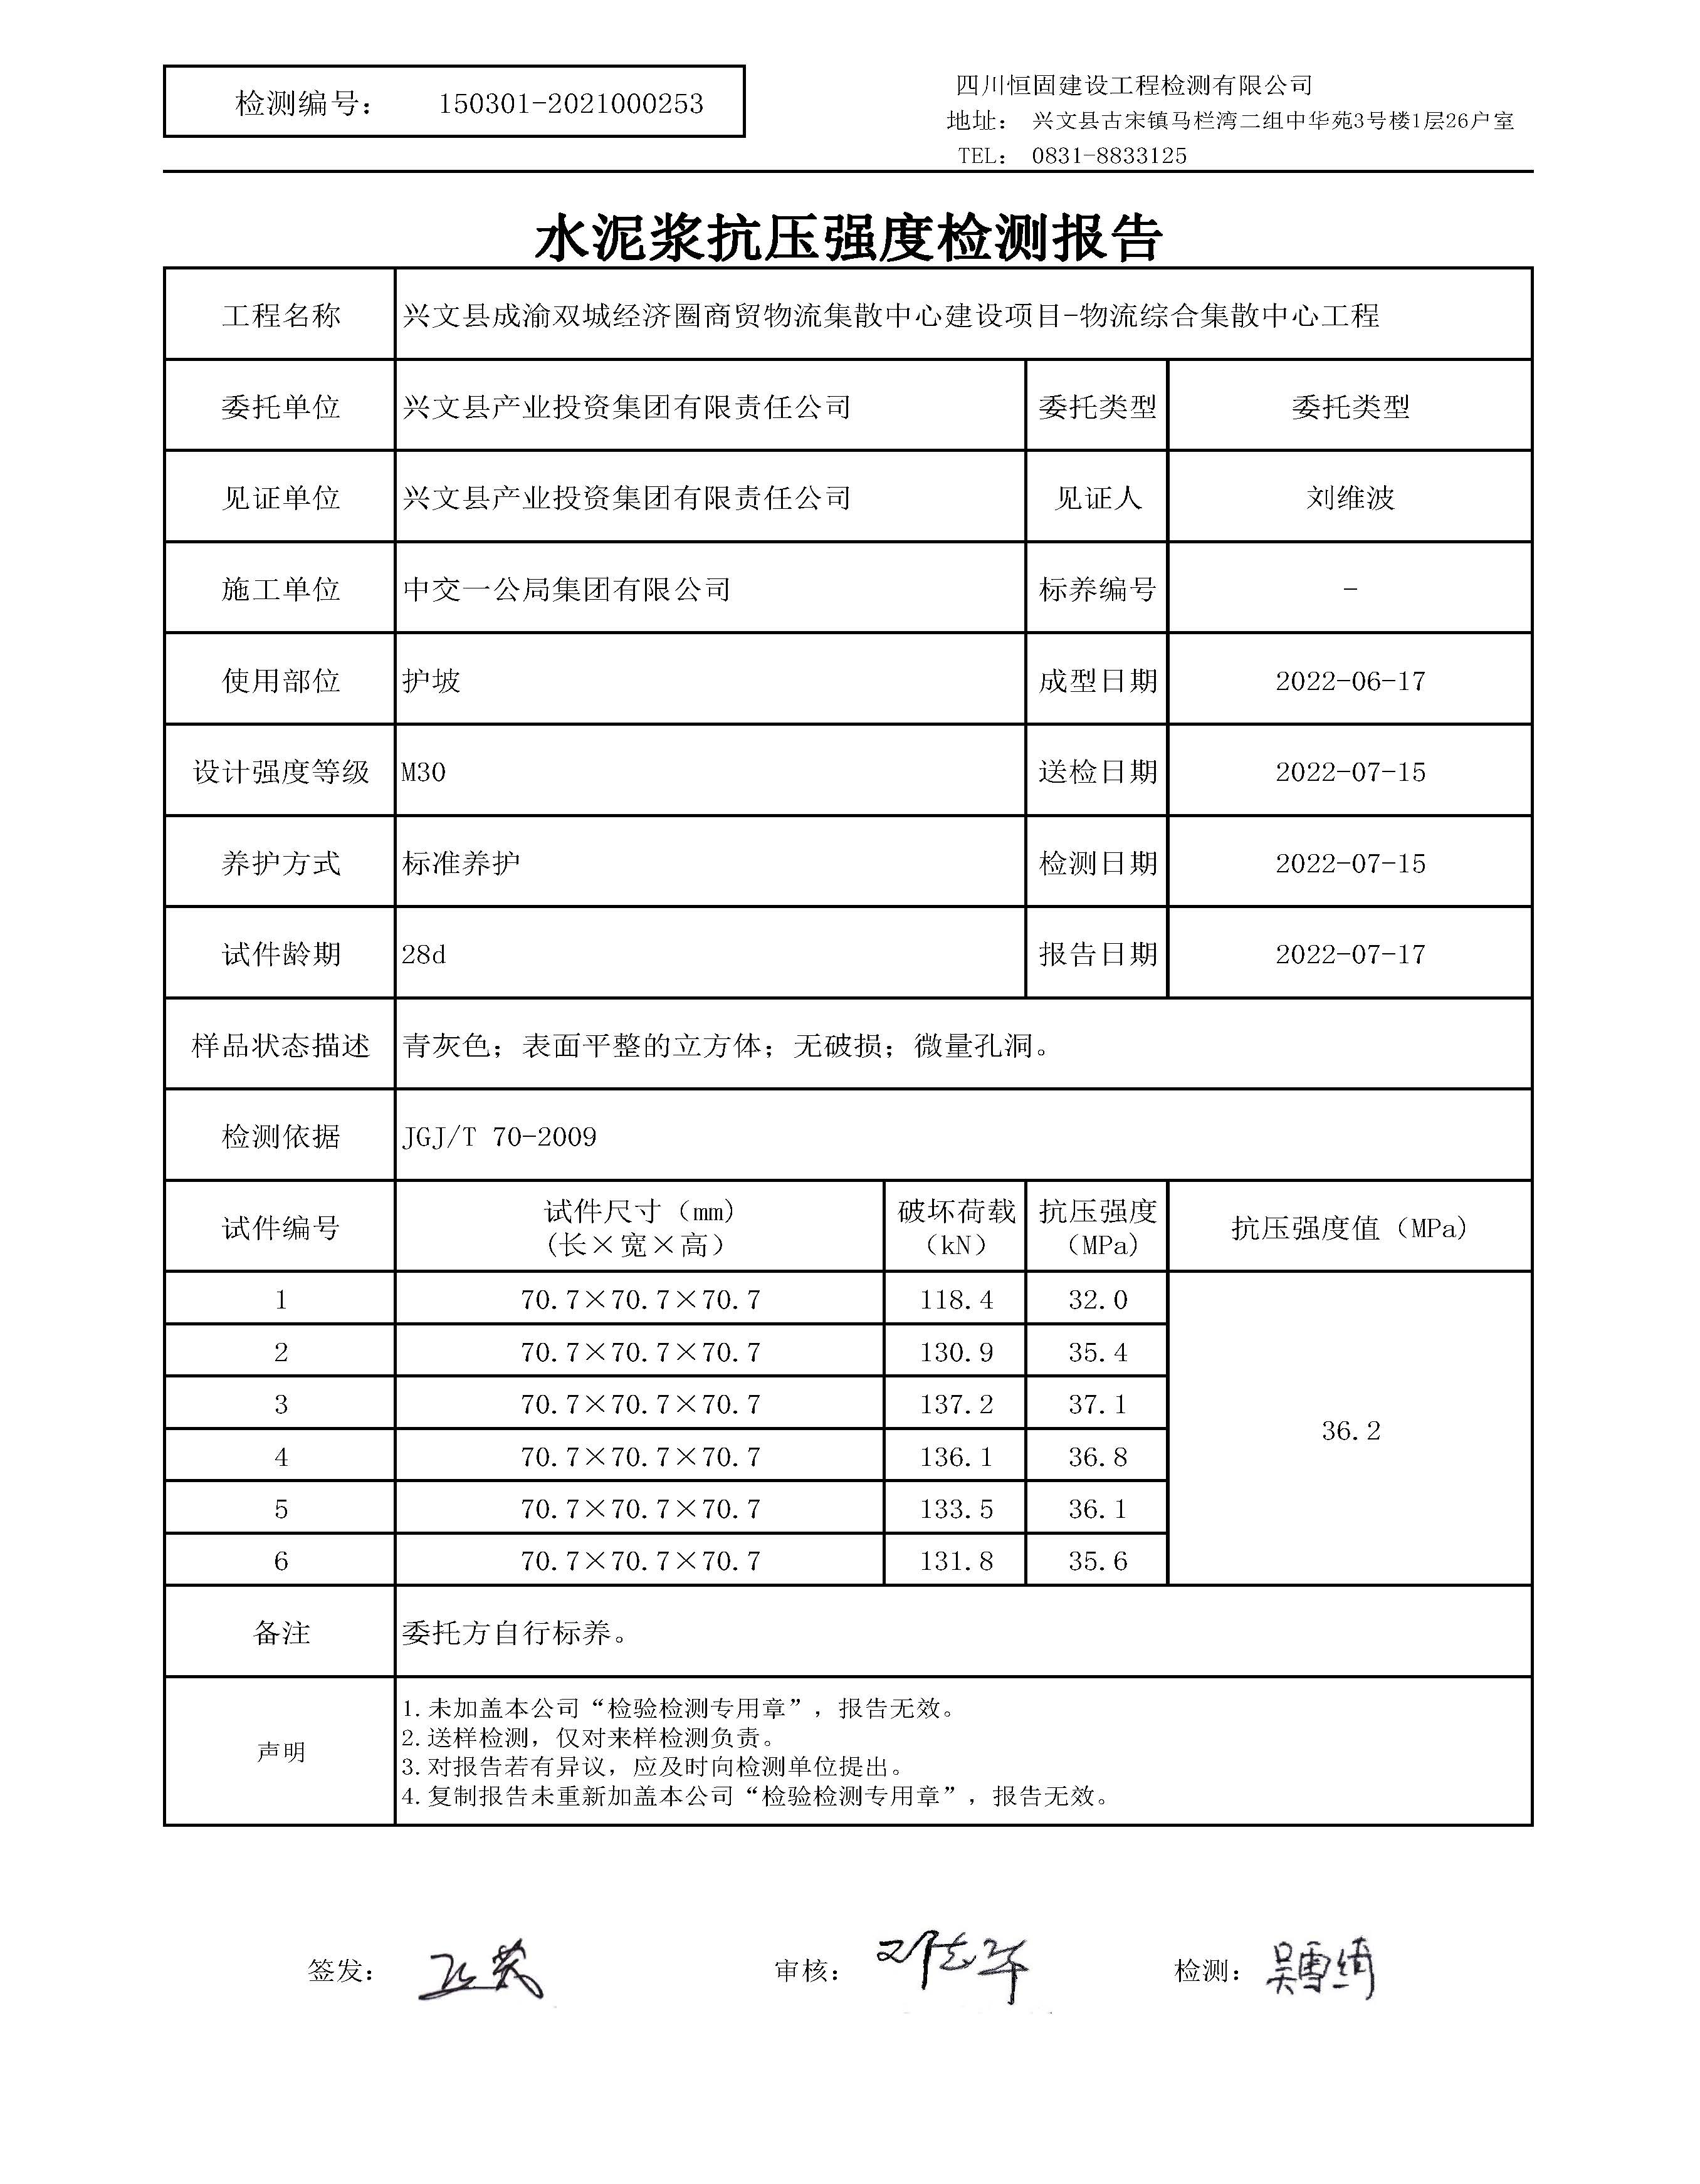 检测编号： 150301-2021000253
四川恒固建设工程检测有限公司
地址： 兴文县古宋镇马栏湾二组中华苑3号楼1层26户室
TEL： 0831-8833125
水泥浆抗压强度检测报告
工程名称 兴文县成渝双城经济圈商贸物流集散中心建设项目-物流综合集散中心工程
委托单位 兴文县产业投资集团有限责任公司 委托类型 委托类型
见证单位 兴文县产业投资集团有限责任公司 见证人 刘维波
施工单位 中交一公局集团有限公司 标养编号 -
使用部位 护坡 成型日期 2022-06-17
设计强度等级 M30 送检日期 2022-07-15
养护方式 标准养护 检测日期 2022-07-15
试件龄期 28d 报告日期 2022-07-17
样品状态描述 青灰色；表面平整的立方体；无破损；微量孔洞。
检测依据 JGJ/T 70-2009
试件编号 试件尺寸（mm) (长×宽×高） 破坏荷载（kN） 抗压强度（MPa) 抗压强度值（MPa)
1 70.7×70.7×70.7 118.4 32.0
2 70.7×70.7×70.7 130.9 35.4
3 70.7×70.7×70.7 137.2 37.1
36.2
4 70.7×70.7×70.7 136.1 36.8
5 70.7×70.7×70.7 133.5 36.1
6 70.7×70.7×70.7 131.8 35.6
备注 委托方自行标养。
声明
1.未加盖本公司“检验检测专用章”，报告无效。
2.送样检测，仅对来样检测负责。
3.对报告若有异议，应及时向检测单位提出。
4.复制报告未重新加盖本公司“检验检测专用章”，报告无效。
签发： 审核： 检测： 吴雪绮